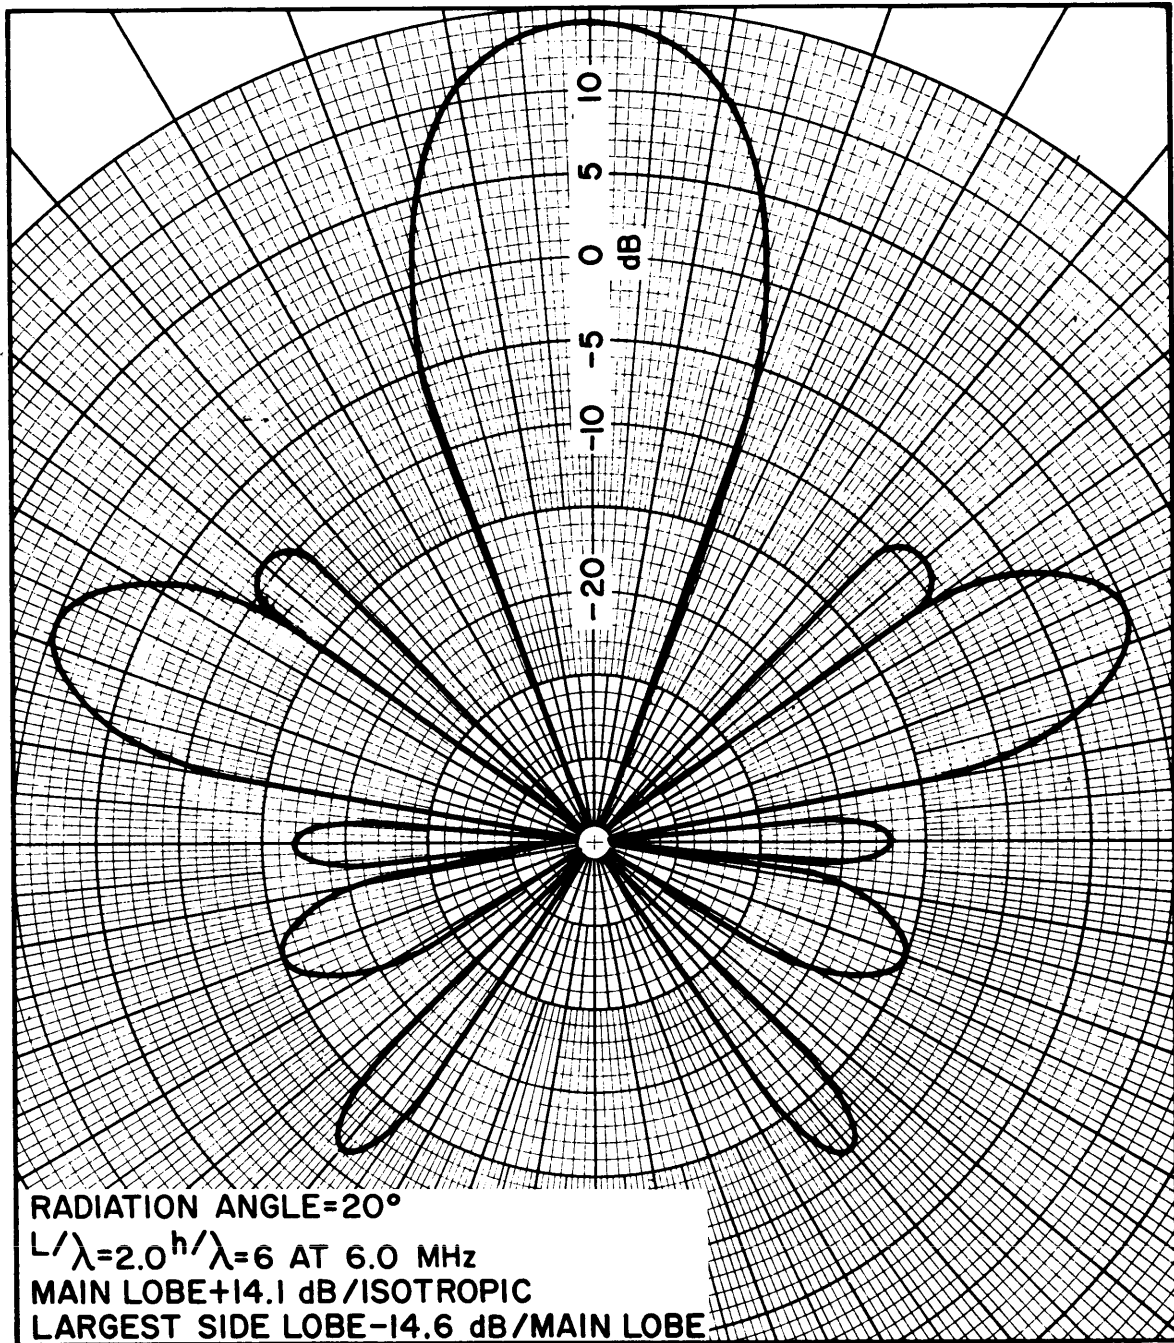 10
5
0
dB
-5
-10
-20
RADIATION ANGLE=20°
L/λ=2.0 h/λ=6 AT 6.0 MHz
MAIN LOBE+14.1 dB/ISOTROPIC
LARGEST SIDE LOBE-14.6 dB/MAIN LOBE